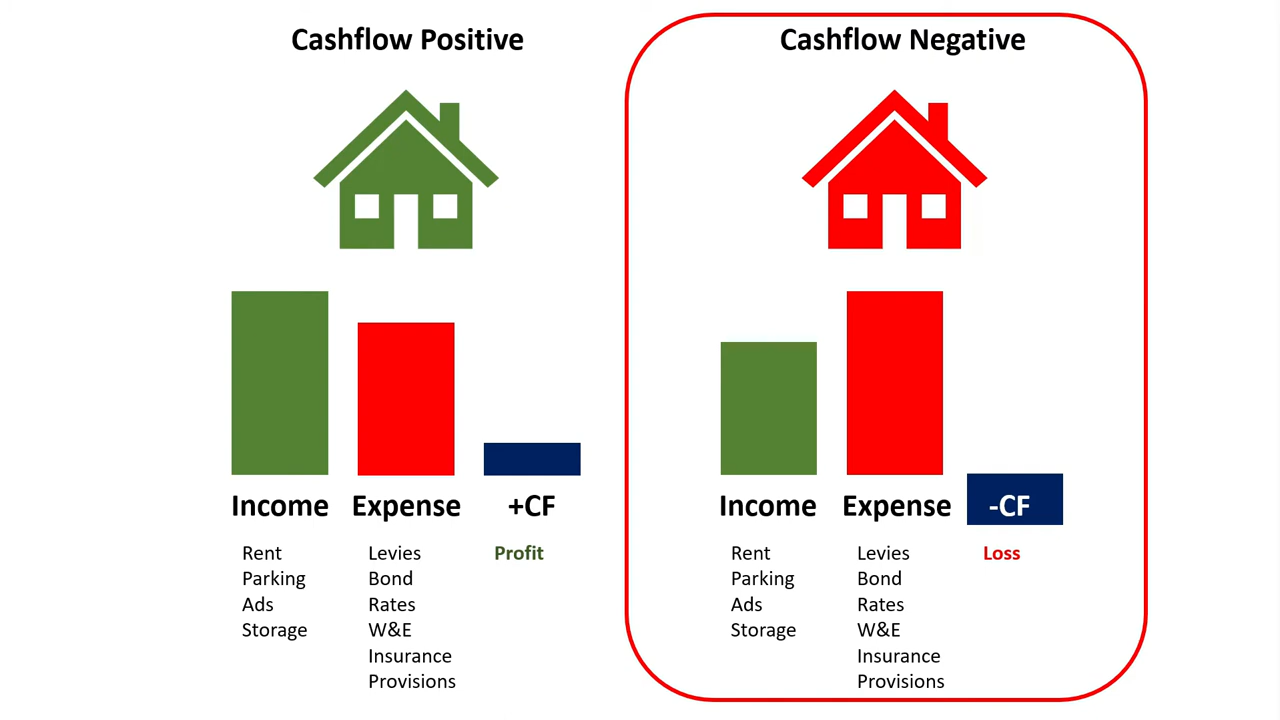 Cashflow Positive
Income
Expense
+CF
Rent
Parking
Ads
Storage
Levies
Bond
Rates
W&E
Insurance
Provisions
Profit
Cashflow Negative
Income
Expense
-CF
Rent
Parking
Ads
Storage
Levies
Bond
Rates
W&E
Insurance
Provisions
Loss